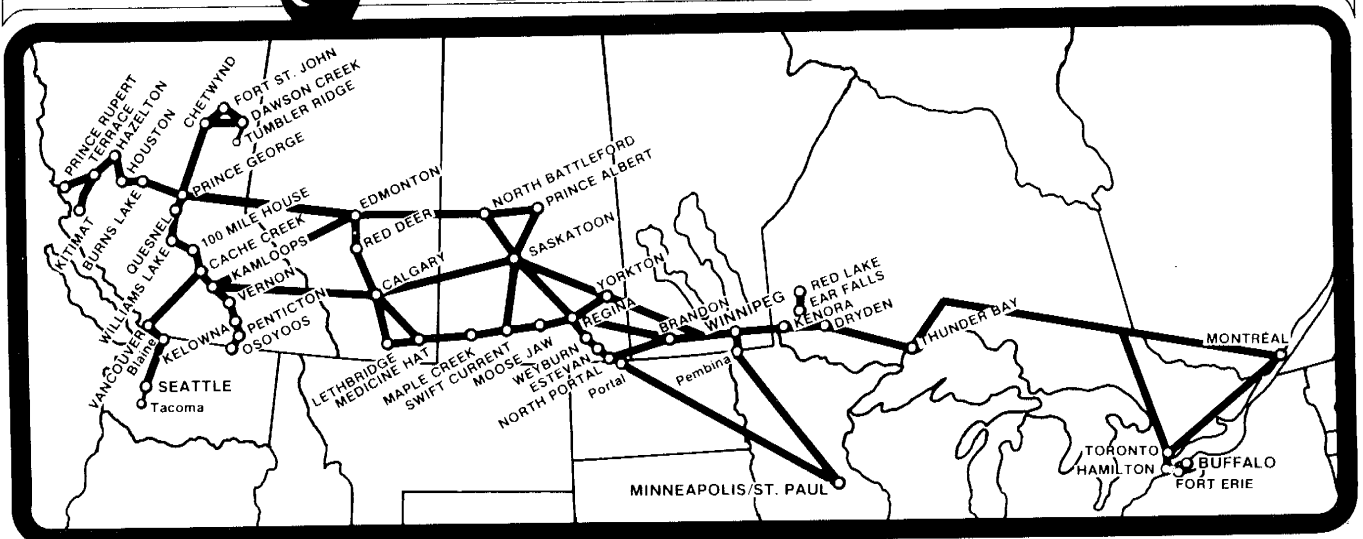 PRINCE RUPERT
TERRACE
HAZELTON
HOUSTON
CHETWYND
FORT ST. JOHN
DAWSON CREEK
TUMBLER RIDGE
PRINCE GEORGE
KITIMAT
BURNS LAKE
QUESNEL
WILLIAMS LAKE
100 MILE HOUSE
CACHE CREEK
KAMLOOPS
VERNON
KELOWNA
PENTICTON
OSOYOOS
VANCOUVER
Blaine
SEATTLE
Tacoma
EDMONTON
RED DEER
CALGARY
LETHBRIDGE
MEDICINE HAT
MAPLE CREEK
SWIFT CURRENT
MOOSE JAW
NORTH BATTLEFORD
PRINCE ALBERT
SASKATOON
YORKTON
REGINA
WEYBURN
ESTEVAN
NORTH PORTAL
Portal
BRANDON
WINNIPEG
Pembina
RED LAKE
EAR FALLS
KENORA
DRYDEN
THUNDER BAY
MINNEAPOLIS/ST. PAUL
MONTRÉAL
TORONTO
HAMILTON
BUFFALO
FORT ERIE